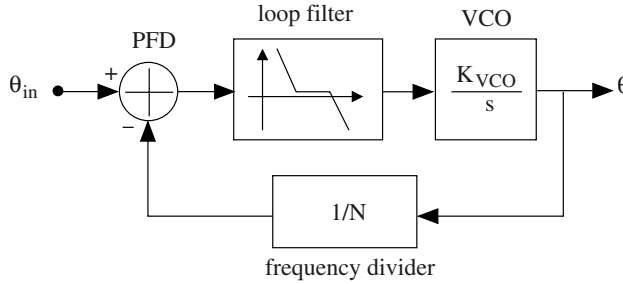 loop filter
VCO
PFD
θin
+
−
KVCO
s
θ
1/N
frequency divider